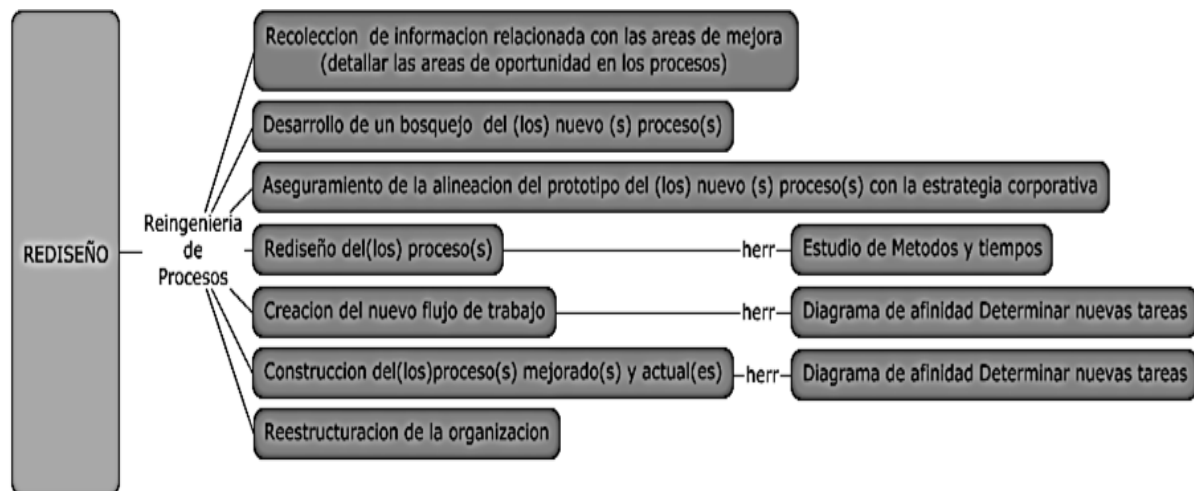 Recoleccion de informacion relacionada con las areas de mejora
(detallar las areas de oportunidad en los procesos)
Desarrollo de un bosquejo del (los) nuevo (s) proceso(s)
Aseguramiento de la alineacion del prototipo del (los) nuevo (s) proceso(s) con la estrategia corporativa
REDISEÑO
Reingenieria
de
Procesos
Rediseño del(los) proceso(s)
herr
Estudio de Metodos y tiempos
Creacion del nuevo flujo de trabajo
herr
Diagrama de afinidad Determinar nuevas tareas
Construccion del(los)proceso(s) mejorado(s) y actual(es)
herr
Diagrama de afinidad Determinar nuevas tareas
Reestructuracion de la organizacion